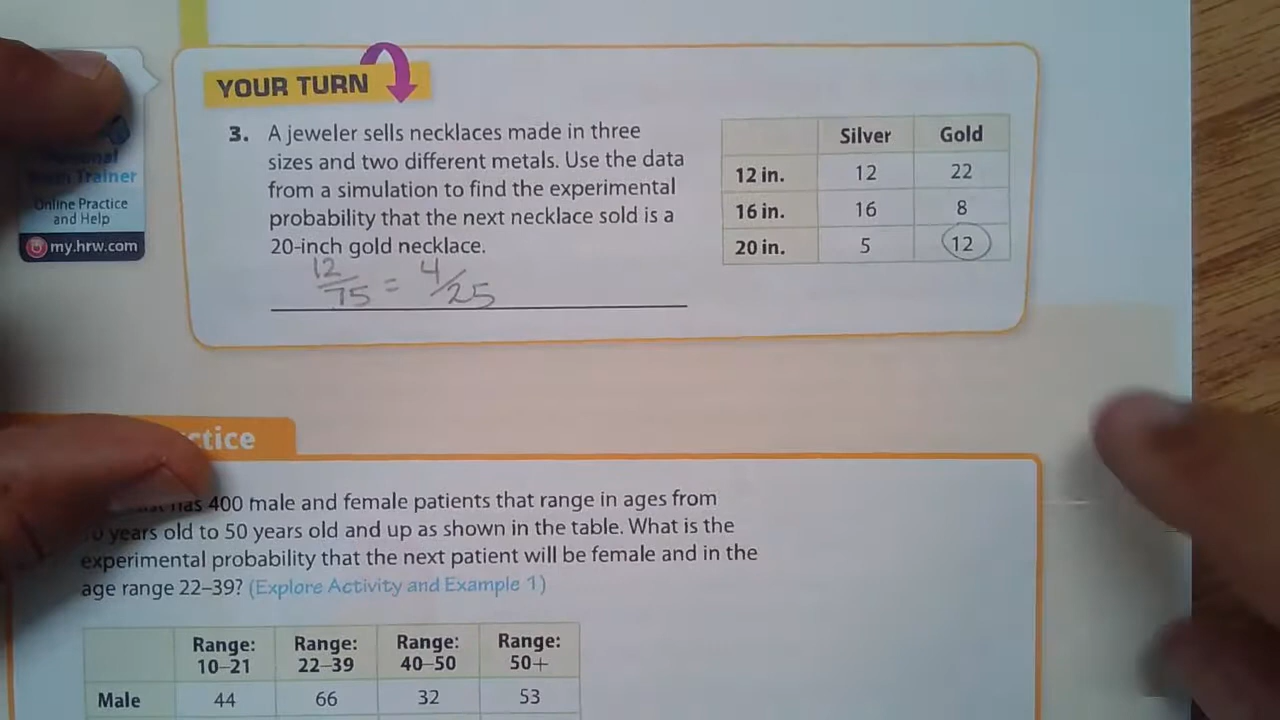 YOUR TURN
3. A jeweler sells necklaces made in three
sizes and two different metals. Use the data
from a simulation to find the experimental
probability that the next necklace sold is a
20-inch gold necklace.
12/75 = 4/25
Silver Gold
12 in. 12 22
16 in. 16 8
20 in. 5 12
Trainer
Online Practice
and Help
my.hrw.com
400 male and female patients that range in ages from
years old to 50 years old and up as shown in the table. What is the
experimental probability that the next patient will be female and in the
age range 22–39? (Explore Activity and Example 1)
Range: Range: Range: Range:
10–21 22–39 40–50 50+
Male 44 66 32 53